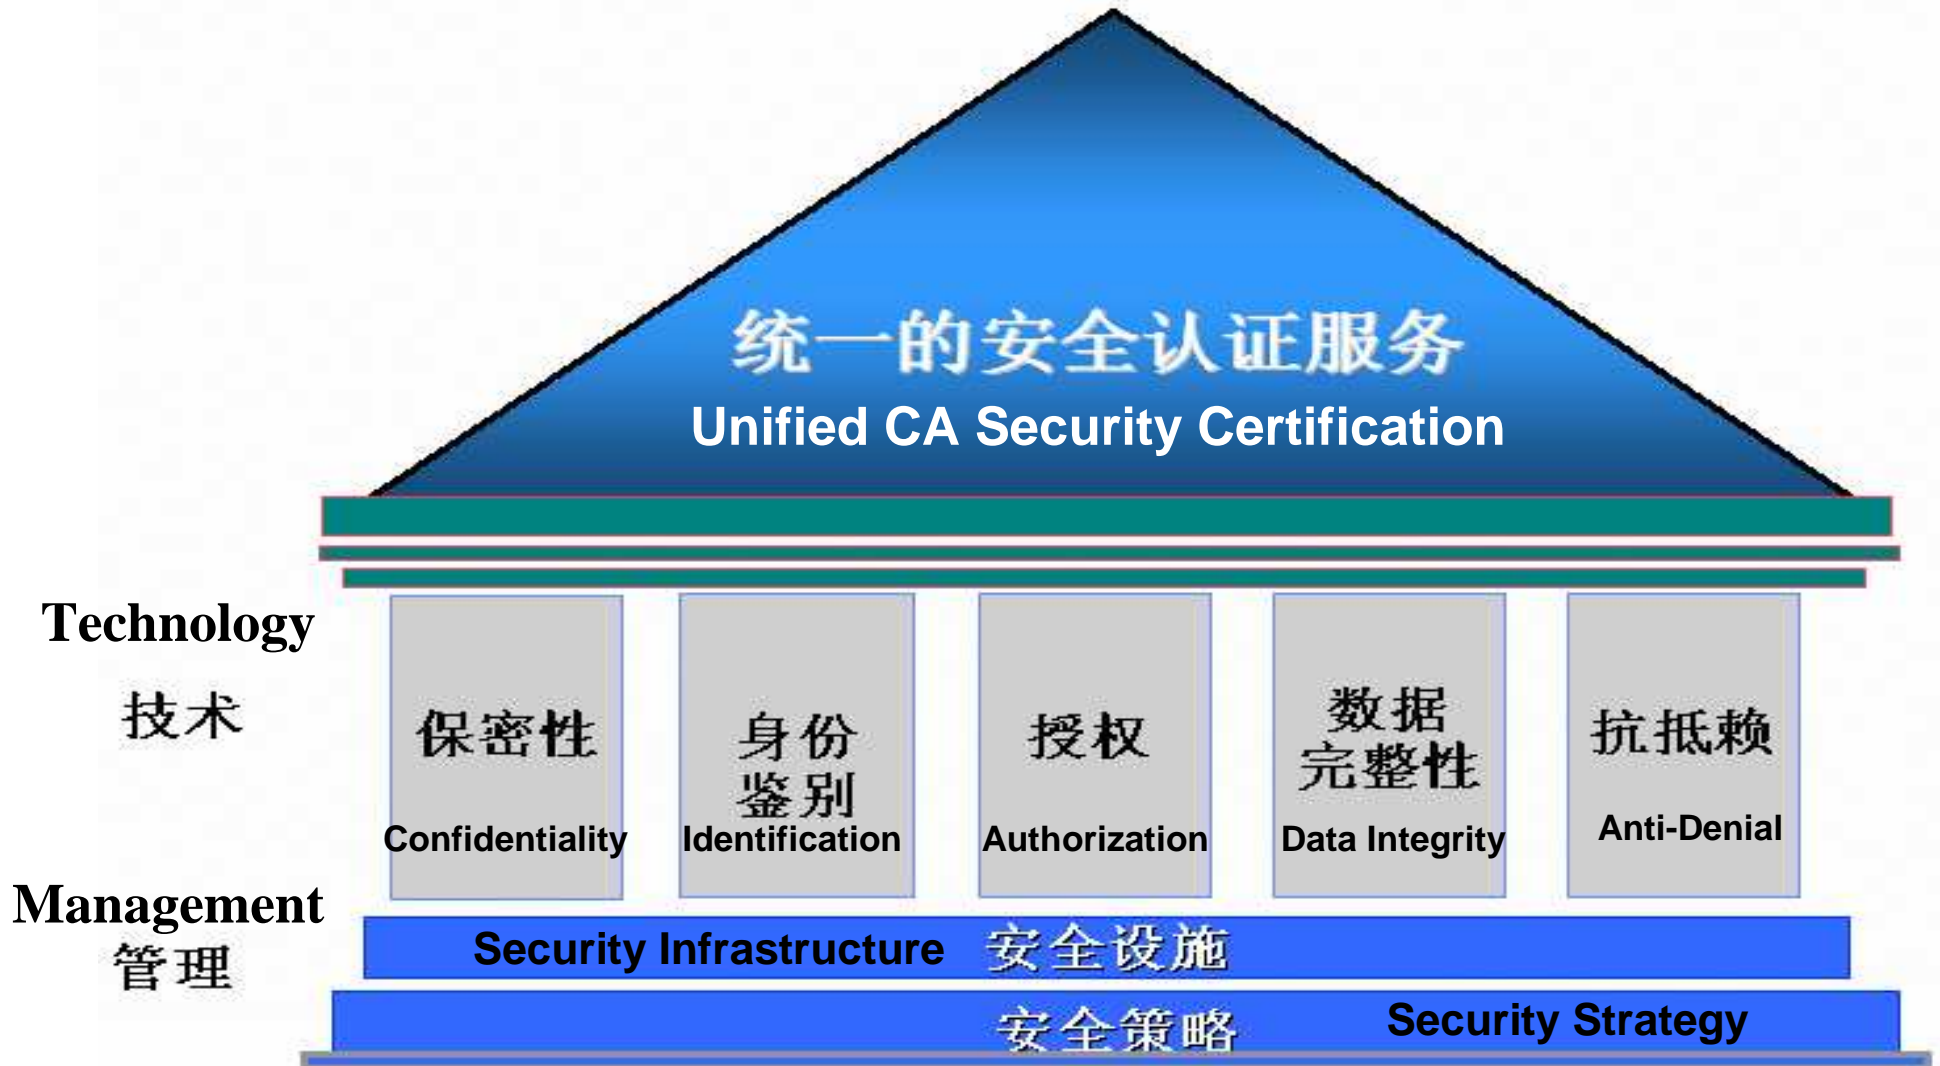 统一的安全认证服务
Unified CA Security Certification
Technology
技术
保密性
Confidentiality
身份
鉴别
Identification
授权
Authorization
数据
完整性
Data Integrity
抗抵赖
Anti-Denial
Management
管理
Security Infrastructure 安全设施
安全策略 Security Strategy